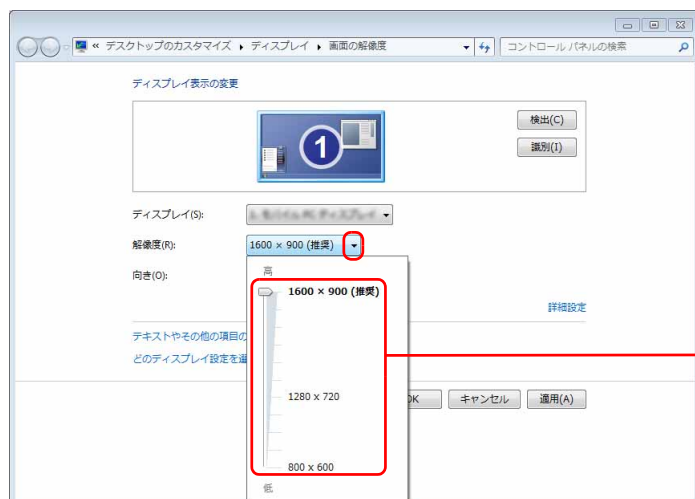 « デスクトップのカスタマイズ ▸ ディスプレイ ▸ 画面の解像度
コントロール パネルの検索
ディスプレイ表示の変更
1
検出(C)
識別(I)
ディスプレイ(S):
解像度(R):
1600 × 900 (推奨)
向き(O):
高
1600 × 900 (推奨)
詳細設定
テキストやその他の項目の
どのディスプレイ設定を選
1280 x 720
OK
キャンセル
適用(A)
800 x 600
低